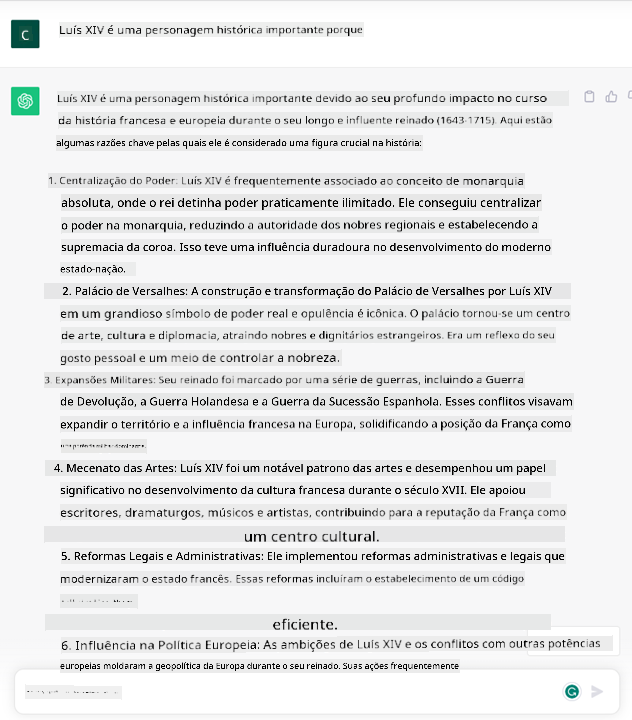 C
Luís XIV é uma personagem histórica importante porque
Luís XIV é uma personagem histórica importante devido ao seu profundo impacto no curso
da história francesa e europeia durante o seu longo e influente reinado (1643-1715). Aqui estão
algumas razões chave pelas quais ele é considerado uma figura crucial na história:
1. Centralização do Poder: Luís XIV é frequentemente associado ao conceito de monarquia
absoluta, onde o rei detinha poder praticamente ilimitado. Ele conseguiu centralizar
o poder na monarquia, reduzindo a autoridade dos nobres regionais e estabelecendo a
supremacia da coroa. Isso teve uma influência duradoura no desenvolvimento do moderno
estado-nação.
2. Palácio de Versalhes: A construção e transformação do Palácio de Versalhes por Luís XIV
em um grandioso símbolo de poder real e opulência é icônica. O palácio tornou-se um centro
de arte, cultura e diplomacia, atraindo nobres e dignitários estrangeiros. Era um reflexo do seu
gosto pessoal e um meio de controlar a nobreza.
3. Expansões Militares: Seu reinado foi marcado por uma série de guerras, incluindo a Guerra
de Devolução, a Guerra Holandesa e a Guerra da Sucessão Espanhola. Esses conflitos visavam
expandir o território e a influência francesa na Europa, solidificando a posição da França como
4. Mecenato das Artes: Luís XIV foi um notável patrono das artes e desempenhou um papel
significativo no desenvolvimento da cultura francesa durante o século XVII. Ele apoiou
escritores, dramaturgos, músicos e artistas, contribuindo para a reputação da França como
um centro cultural.
5. Reformas Legais e Administrativas: Ele implementou reformas administrativas e legais que
modernizaram o estado francês. Essas reformas incluíram o estabelecimento de um código
eficiente.
6. Influência na Política Europeia: As ambições de Luís XIV e os conflitos com outras potências
europeias moldaram a geopolítica da Europa durante o seu reinado. Suas ações frequentemente